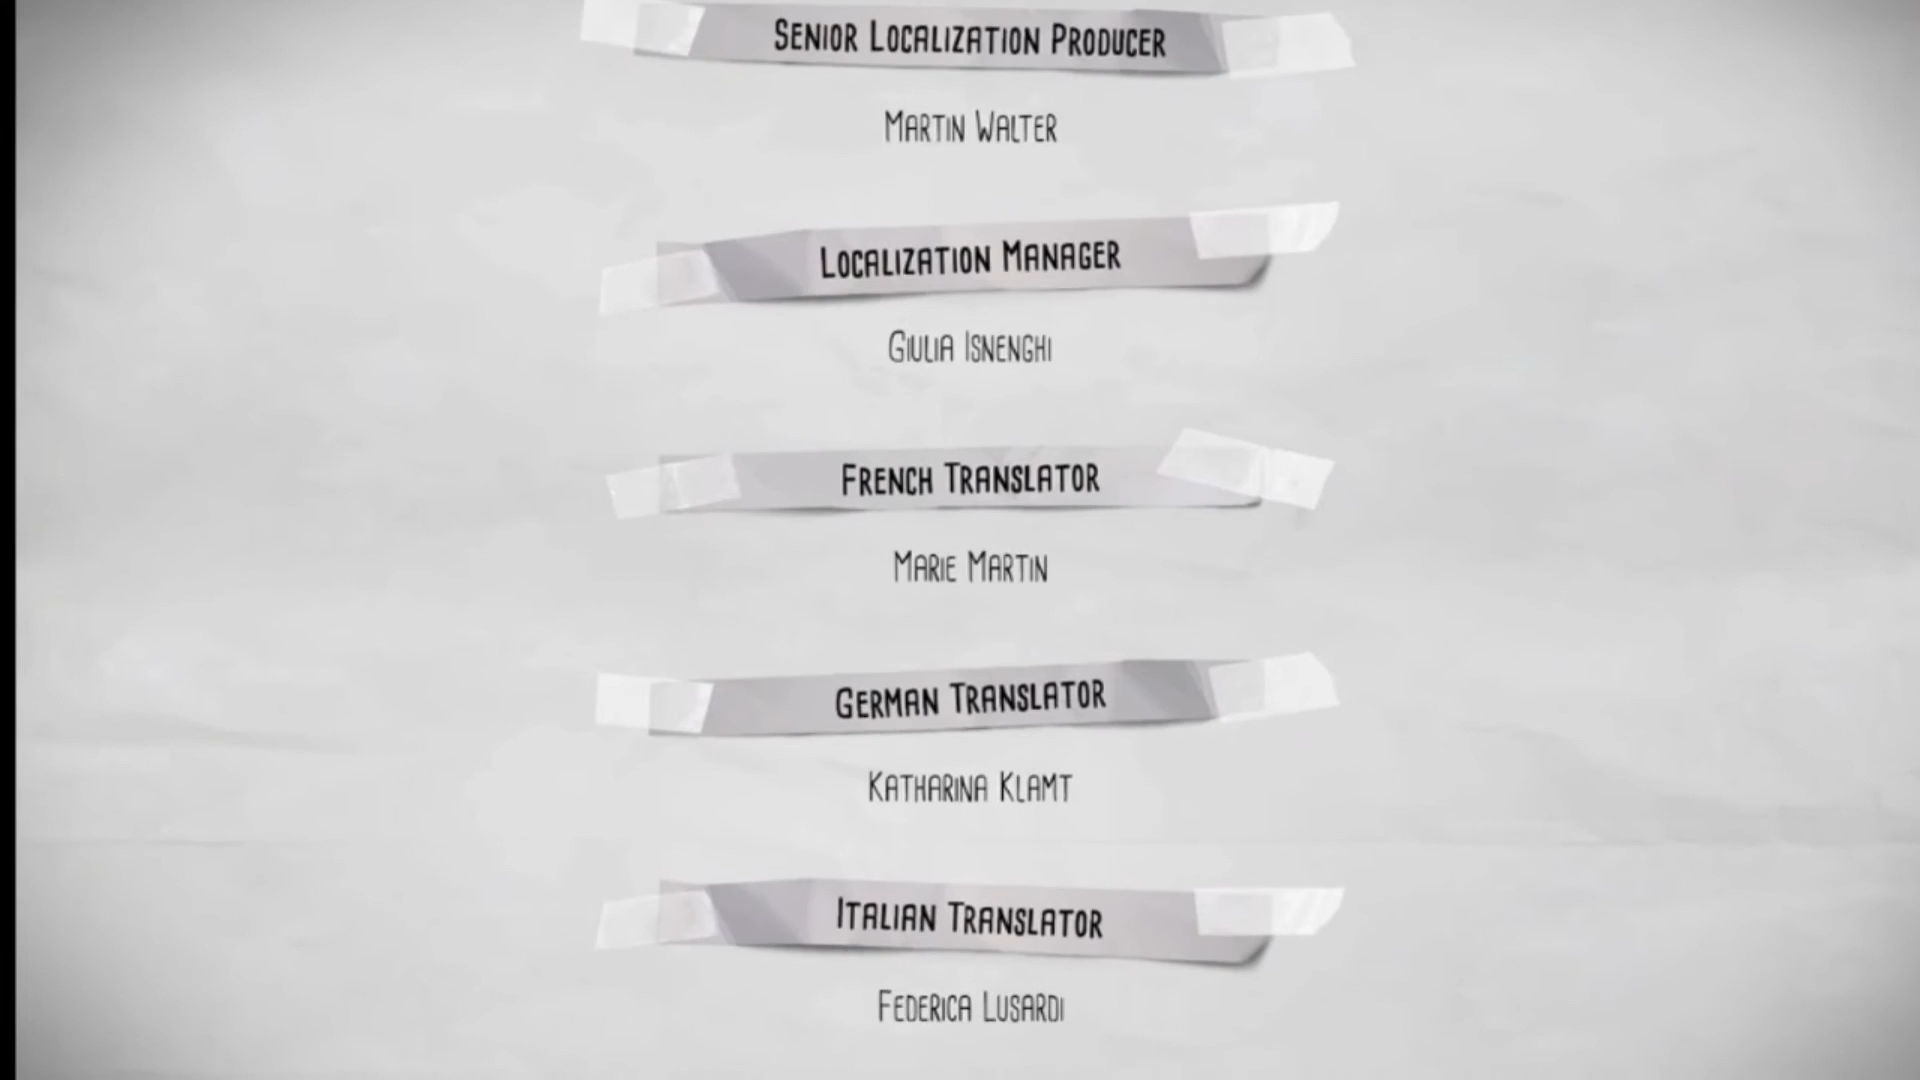 Senior Localization Producer
Martin Walter
Localization Manager
Giulia Isnenghi
French Translator
Marie Martin
German Translator
Katharina Klamt
Italian Translator
Federica Lusardi